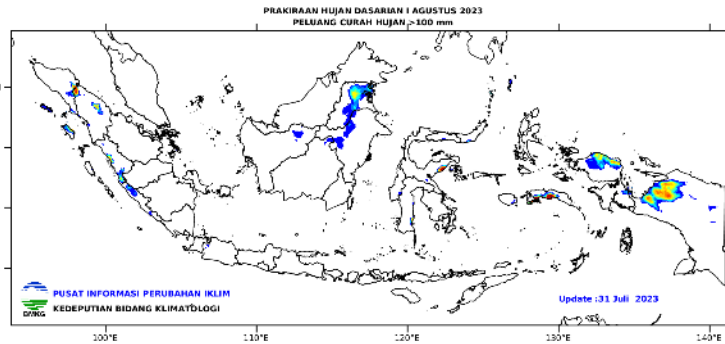 PRAKIRAAN HUJAN DASARIAN I AGUSTUS 2023
PELUANG CURAH HUJAN >100 mm
PUSAT INFORMASI PERUBAHAN IKLIM
KEDEPUTIAN BIDANG KLIMATOLOGI
BMKG
Update :31 Juli 2023
100°E 110°E 120°E 130°E 140°E